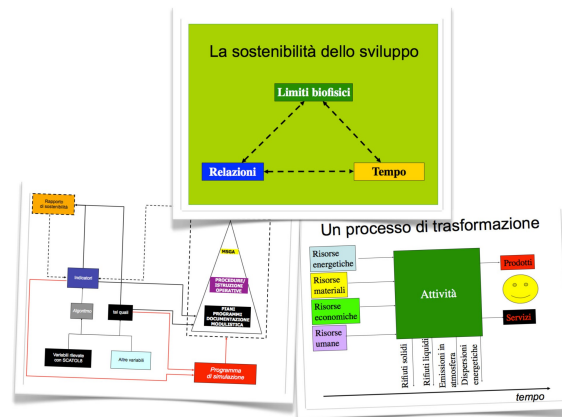 La sostenibilità dello sviluppo
Limiti biofisici
Relazioni
Tempo
Rapporto
di sostenibilità
Indicatori
Algoritmo
tal quali
Variabili rilevate
con SCATOLE
Altre variabili
MSGA
PROCEDURE/
ISTRUZIONI
OPERATIVE
PIANI
PROGRAMMI
DOCUMENTAZIONE
MODULISTICA
Programma
di simulazione
Un processo di trasformazione
Risorse
energetiche
Risorse
materiali
Risorse
economiche
Risorse
umane
Attività
Prodotti
Servizi
Rifiuti solidi
Rifiuti liquidi
Emissioni in
atmosfera
Dispersioni
energetiche
tempo